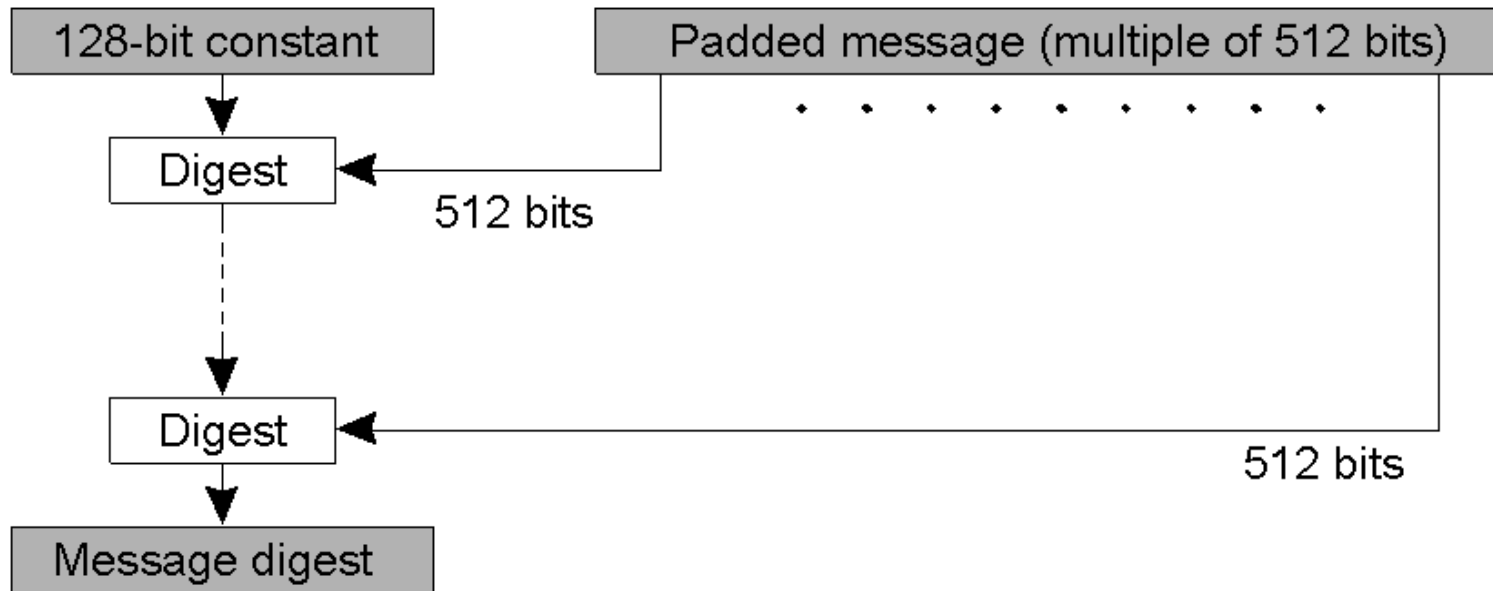 128-bit constant
Padded message (multiple of 512 bits)
Digest
512 bits
Digest
512 bits
Message digest